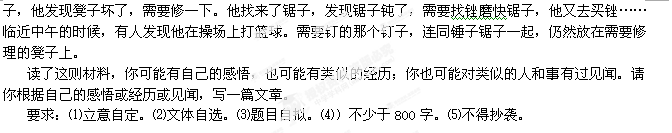 子，他发现凳子坏了，需要修一下。他找来了锯子，发现锯子钝了；需要找锉磨快锯子，他又去买锉……
临近中午的时候，有人发现他在操场上打篮球。需要钉的那个钉子，连同锤子锯子一起，仍然放在需要修
理的凳子上。
读了这则材料，你可能有自己的感悟，也可能有类似的经历；你也可能对类似的人和事有过见闻。请
你根据自己的感悟或经历或见闻，写一篇文章。
要求：⑴立意自定。⑵文体自选。⑶题目自拟。⑷）不少于 800 字。⑸不得抄袭。